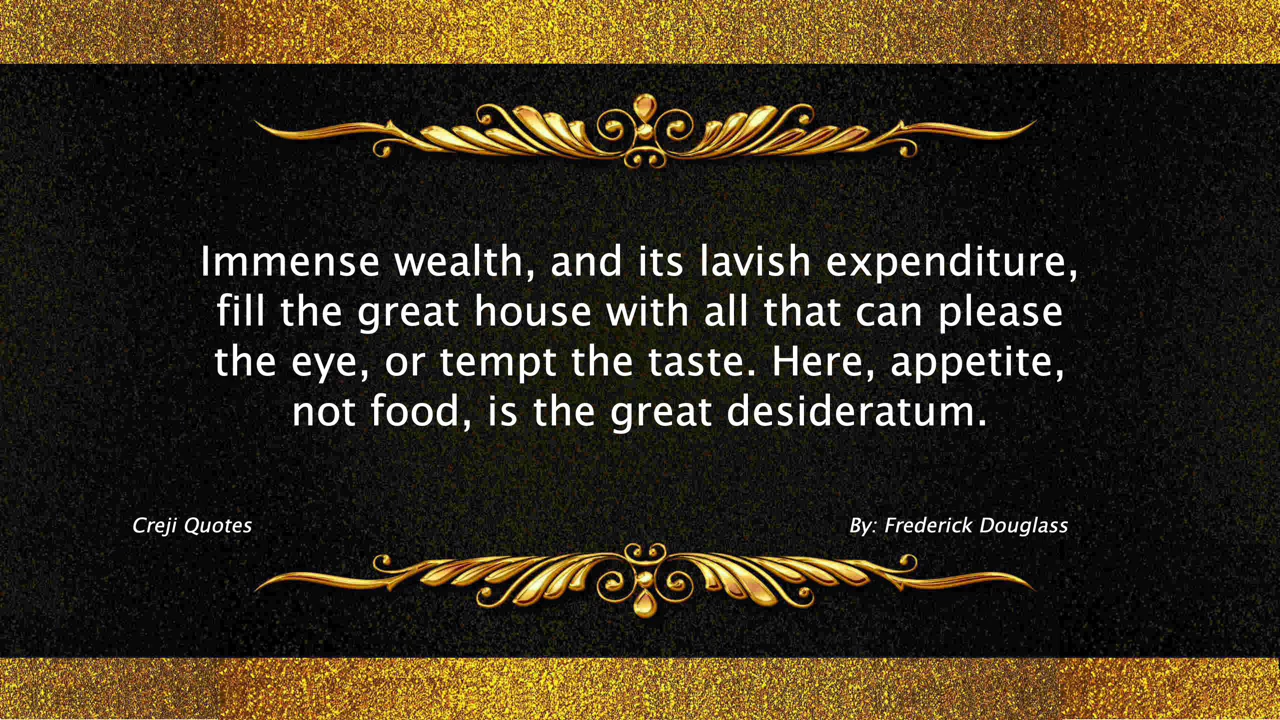 Immense wealth, and its lavish expenditure,
fill the great house with all that can please
the eye, or tempt the taste. Here, appetite,
not food, is the great desideratum.
Creji Quotes
By: Frederick Douglass